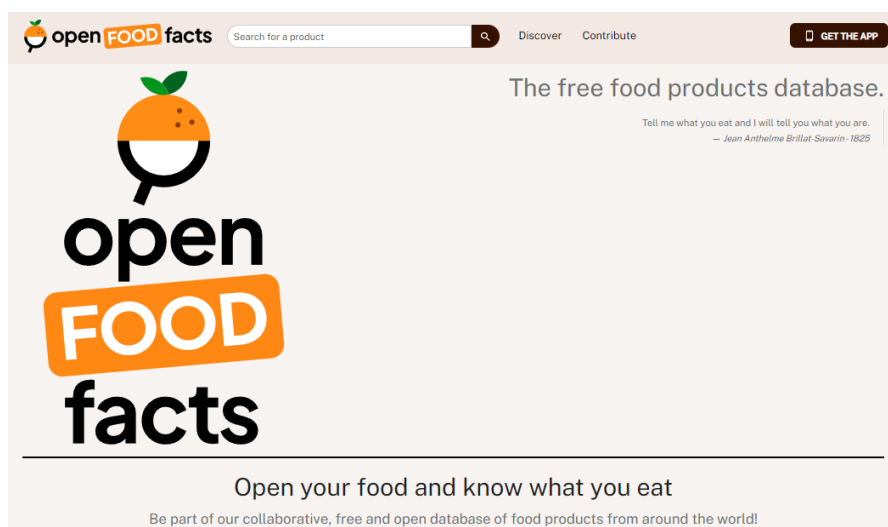 open FOOD facts
Search for a product
Discover
Contribute
GET THE APP
The free food products database.
Tell me what you eat and I will tell you what you are.
— Jean Anthelme Brillat-Savarin - 1825
open
FOOD
facts
Open your food and know what you eat
Be part of our collaborative, free and open database of food products from around the world!